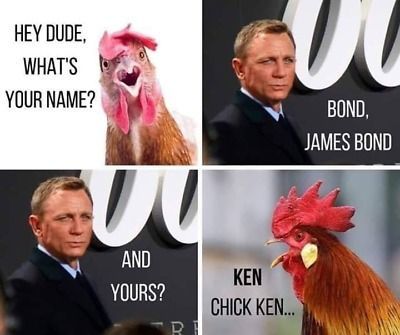 HEY DUDE,
WHAT'S
YOUR NAME?
BOND,
JAMES BOND
AND
YOURS?
KEN
CHICK KEN...